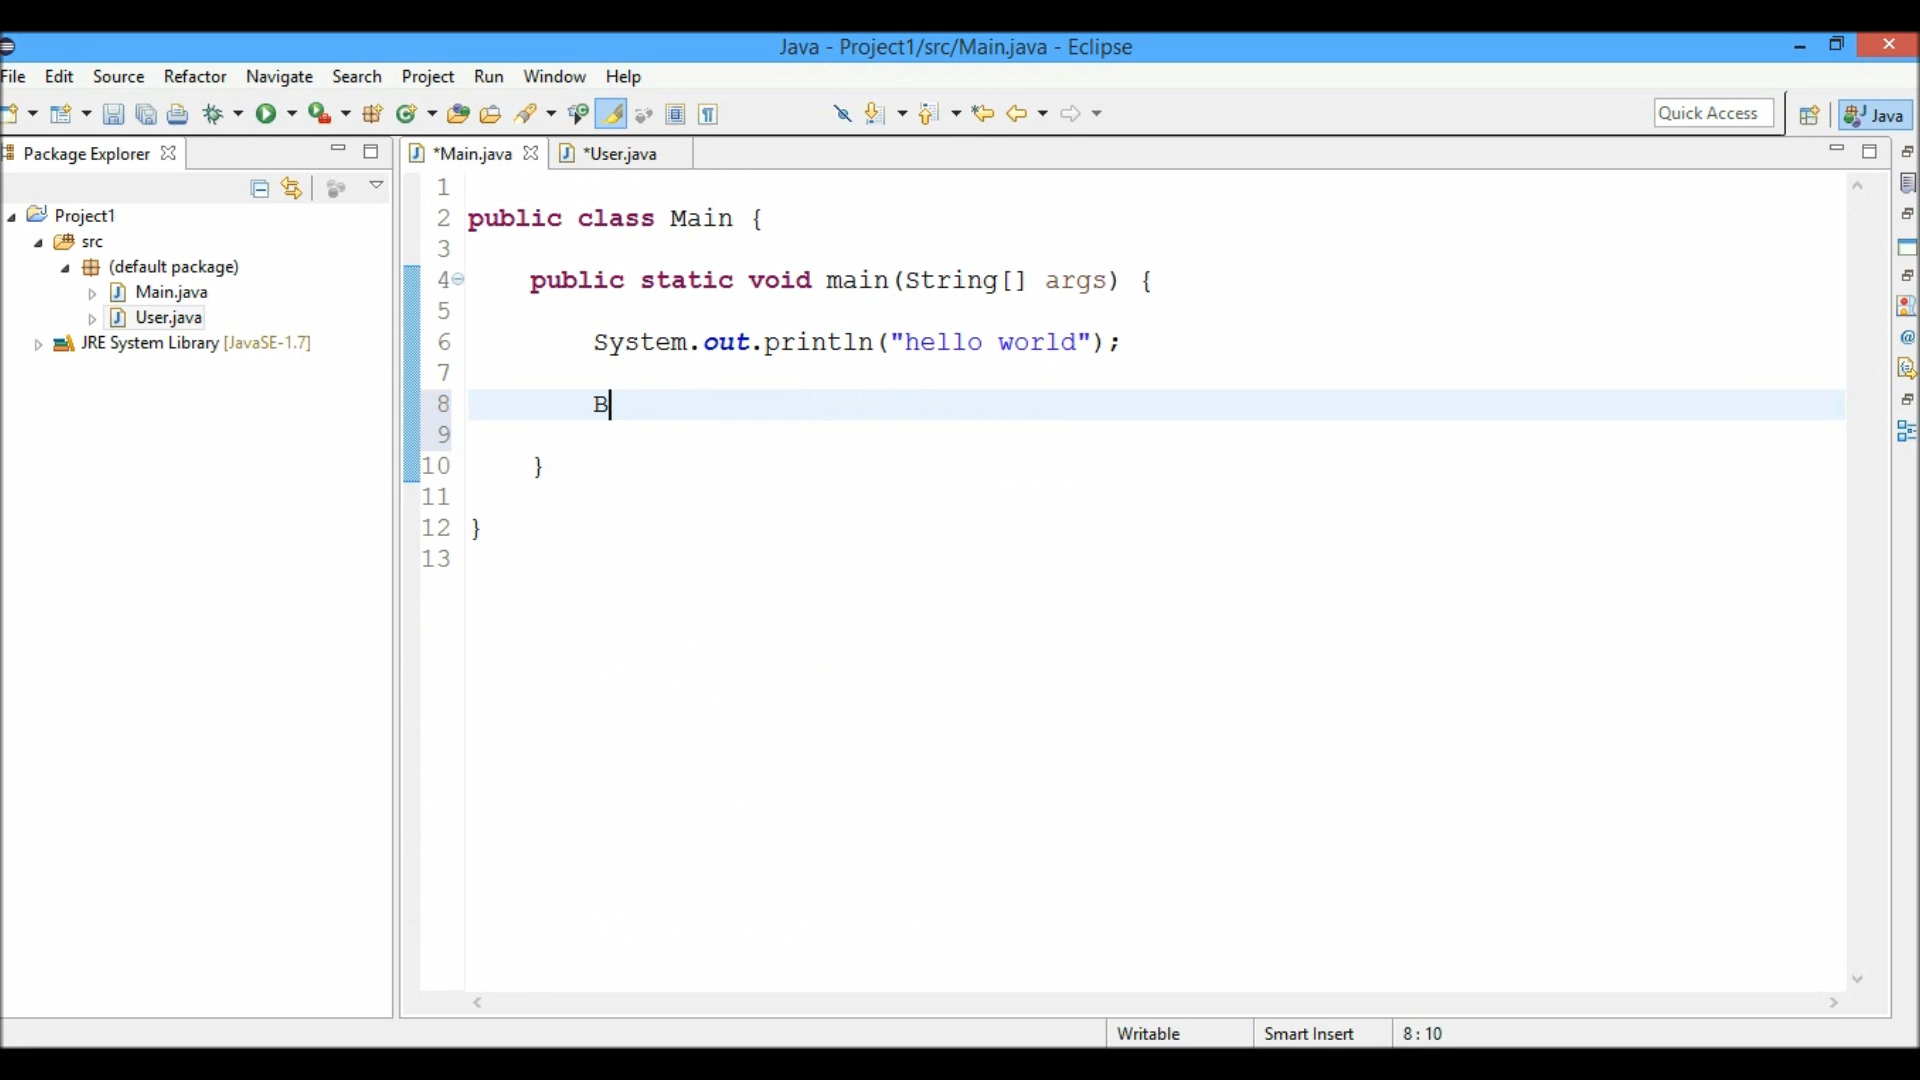 Java - Project1/src/Main.java - Eclipse
File Edit Source Refactor Navigate Search Project Run Window Help
Quick Access
Java
Package Explorer
*Main.java
*User.java
Project1
src
(default package)
Main.java
User.java
JRE System Library [JavaSE-1.7]
1
2 public class Main {
3
4 public static void main(String[] args) {
5
6 System.out.println("hello world");
7
8 B
9
10 }
11
12 }
13
Writable
Smart Insert
8 : 10